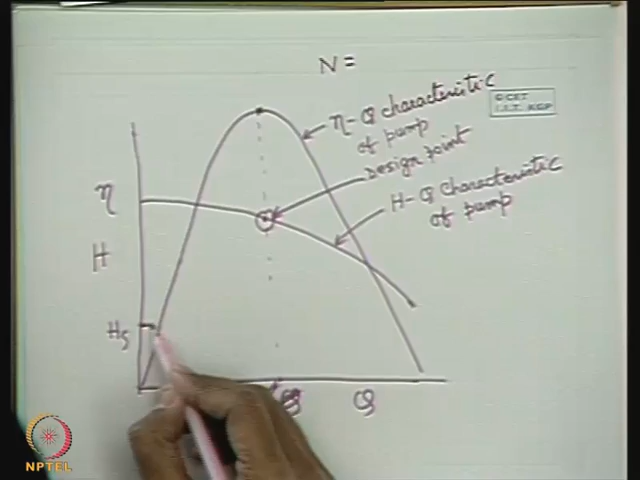 N =
© CET
I.I.T. KGP
η-Q characteristic
of pump
Design point
H-Q characteristic
of pump
η
H
Hs
Q
NPTEL